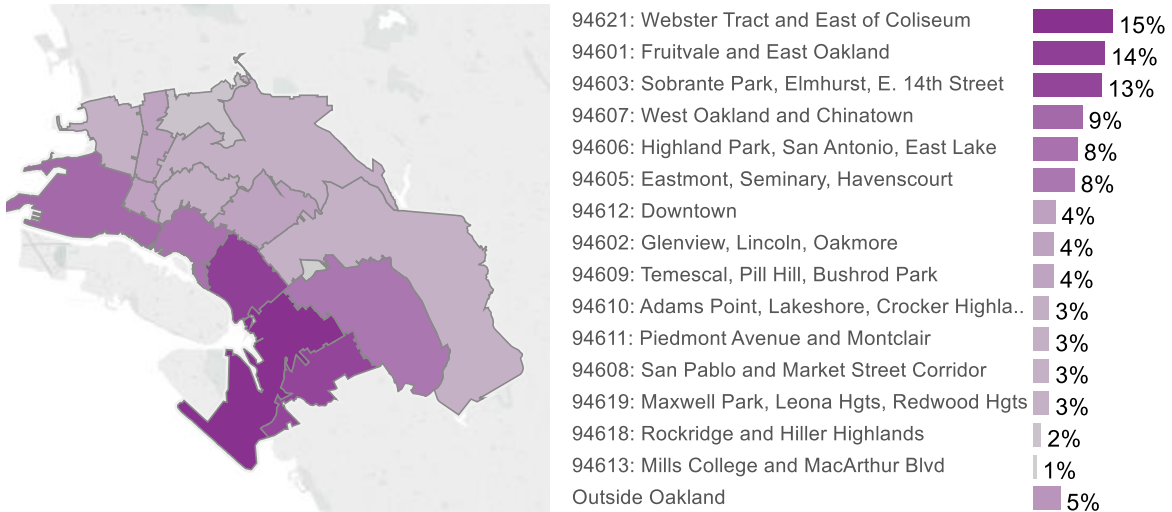 94621: Webster Tract and East of Coliseum 15%
94601: Fruitvale and East Oakland 14%
94603: Sobrante Park, Elmhurst, E. 14th Street 13%
94607: West Oakland and Chinatown 9%
94606: Highland Park, San Antonio, East Lake 8%
94605: Eastmont, Seminary, Havenscourt 8%
94612: Downtown 4%
94602: Glenview, Lincoln, Oakmore 4%
94609: Temescal, Pill Hill, Bushrod Park 4%
94610: Adams Point, Lakeshore, Crocker Highla.. 3%
94611: Piedmont Avenue and Montclair 3%
94608: San Pablo and Market Street Corridor 3%
94619: Maxwell Park, Leona Hgts, Redwood Hgts 3%
94618: Rockridge and Hiller Highlands 2%
94613: Mills College and MacArthur Blvd 1%
Outside Oakland 5%